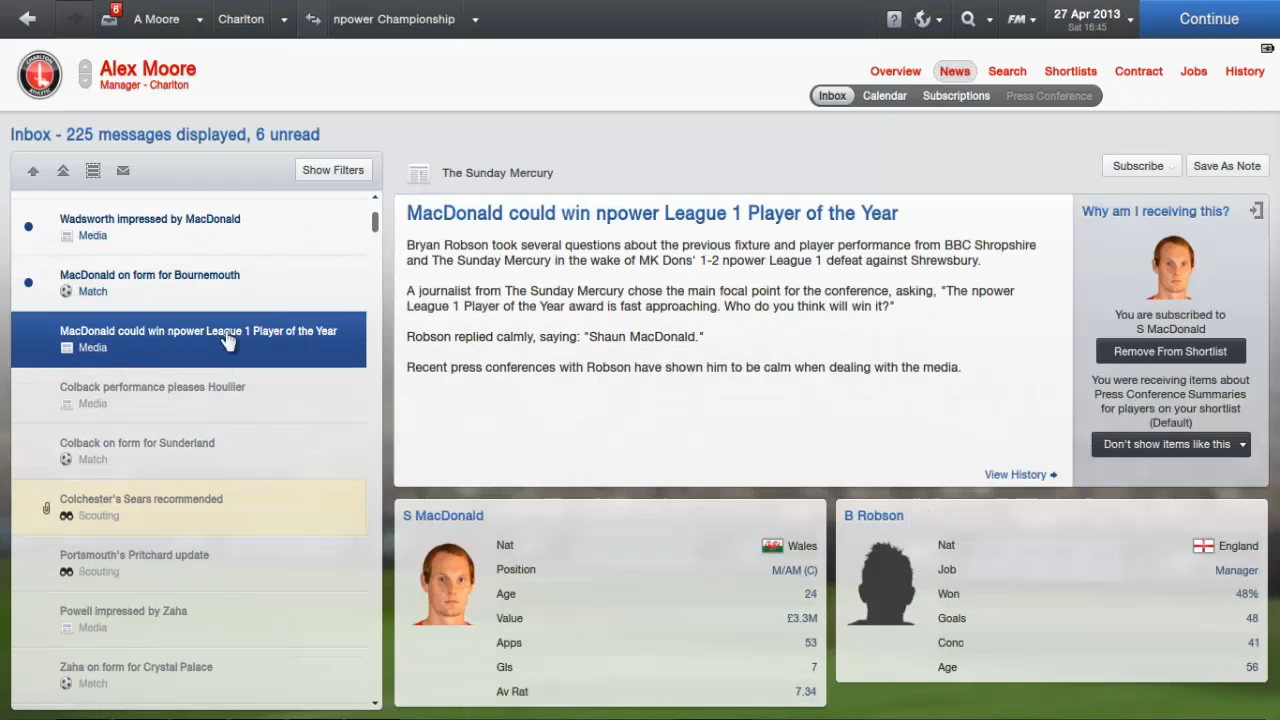 6
A Moore
Charlton
npower Championship
?
FM
27 Apr 2013
Sat 16:45
Continue
Alex Moore
Manager - Charlton
Overview
News
Search
Shortlists
Contract
Jobs
History
Inbox
Calendar
Subscriptions
Press Conference
Inbox - 225 messages displayed, 6 unread
Show Filters
Wadsworth impressed by MacDonald
Media
MacDonald on form for Bournemouth
Match
MacDonald could win npower League 1 Player of the Year
Media
Colback performance pleases Houllier
Media
Colback on form for Sunderland
Match
Colchester's Sears recommended
Scouting
Portsmouth's Pritchard update
Scouting
Powell impressed by Zaha
Media
Zaha on form for Crystal Palace
Match
The Sunday Mercury
Subscribe
Save As Note
MacDonald could win npower League 1 Player of the Year
Bryan Robson took several questions about the previous fixture and player performance from BBC Shropshire
and The Sunday Mercury in the wake of MK Dons' 1-2 npower League 1 defeat against Shrewsbury.
A journalist from The Sunday Mercury chose the main focal point for the conference, asking, "The npower
League 1 Player of the Year award is fast approaching. Who do you think will win it?"
Robson replied calmly, saying: "Shaun MacDonald."
Recent press conferences with Robson have shown him to be calm when dealing with the media.
View History
Why am I receiving this?
You are subscribed to
S MacDonald
Remove From Shortlist
You were receiving items about
Press Conference Summaries
for players on your shortlist
(Default)
Don't show items like this
S MacDonald
Nat Wales
Position M/AM (C)
Age 24
Value £3.3M
Apps 53
Gls 7
Av Rat 7.34
B Robson
Nat England
Job Manager
Won 48%
Goals 48
Conc 41
Age 56